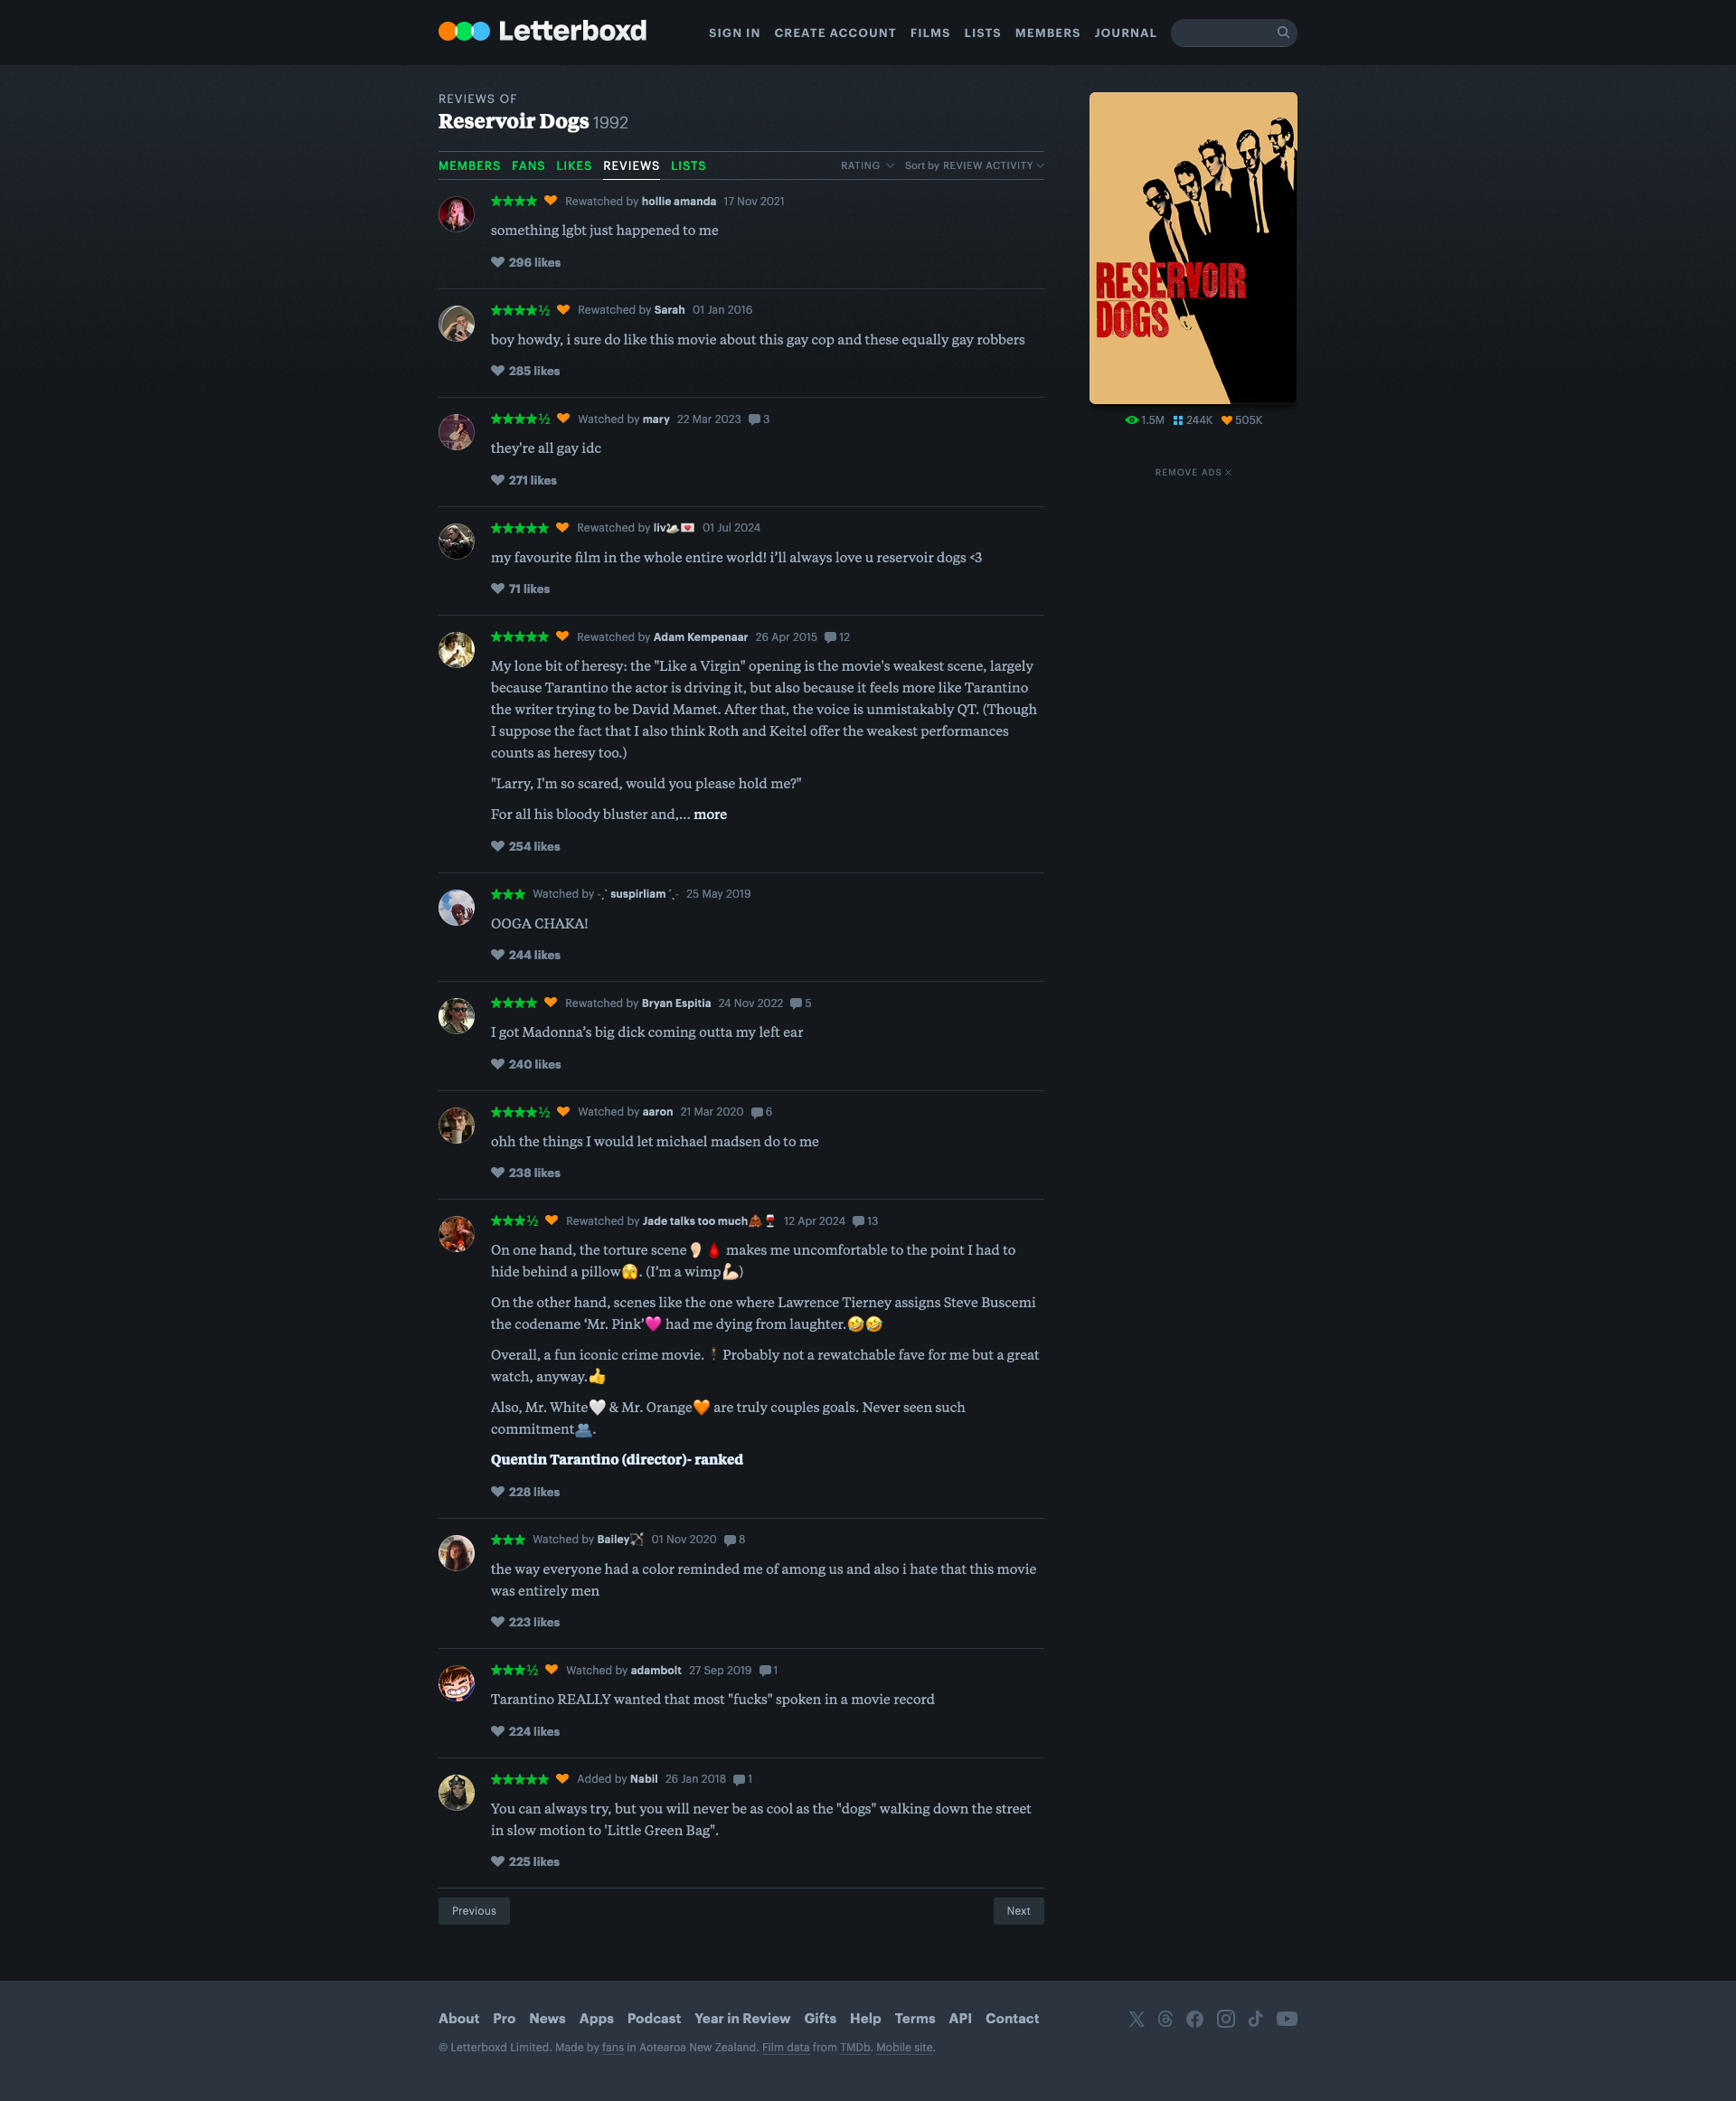 Letterboxd
SIGN IN CREATE ACCOUNT FILMS LISTS MEMBERS JOURNAL
REVIEWS OF
Reservoir Dogs 1992
MEMBERS FANS LIKES REVIEWS LISTS RATING Sort by REVIEW ACTIVITY
★★★★ Rewatched by hollie amanda 17 Nov 2021
something lgbt just happened to me
296 likes
★★★★½ Rewatched by Sarah 01 Jan 2016
boy howdy, i sure do like this movie about this gay cop and these equally gay robbers
285 likes
★★★★½ Watched by mary 22 Mar 2023 3
they're all gay idc
271 likes
★★★★★ Rewatched by liv🦢💌 01 Jul 2024
my favourite film in the whole entire world! i’ll always love u reservoir dogs <3
71 likes
★★★★★ Rewatched by Adam Kempenaar 26 Apr 2015 12
My lone bit of heresy: the "Like a Virgin" opening is the movie's weakest scene, largely
because Tarantino the actor is driving it, but also because it feels more like Tarantino
the writer trying to be David Mamet. After that, the voice is unmistakably QT. (Though
I suppose the fact that I also think Roth and Keitel offer the weakest performances
counts as heresy too.)
"Larry, I'm so scared, would you please hold me?"
For all his bloody bluster and,… more
254 likes
★★★ Watched by -ˏˋ suspirliam ˊˎ- 25 May 2019
OOGA CHAKA!
244 likes
★★★★ Rewatched by Bryan Espitia 24 Nov 2022 5
I got Madonna’s big dick coming outta my left ear
240 likes
★★★★½ Watched by aaron 21 Mar 2020 6
ohh the things I would let michael madsen do to me
238 likes
★★★½ Rewatched by Jade talks too much🍂🍷 12 Apr 2024 13
On one hand, the torture scene👂🏻🩸 makes me uncomfortable to the point I had to
hide behind a pillow🫣. (I’m a wimp💪🏻)
On the other hand, scenes like the one where Lawrence Tierney assigns Steve Buscemi
the codename ‘Mr. Pink’🩷 had me dying from laughter.🤣🤣
Overall, a fun iconic crime movie.🕴🏻Probably not a rewatchable fave for me but a great
watch, anyway.👍
Also, Mr. White🤍 & Mr. Orange🧡 are truly couples goals. Never seen such
commitment🫂.
Quentin Tarantino (director)- ranked
228 likes
★★★ Watched by Bailey🏹 01 Nov 2020 8
the way everyone had a color reminded me of among us and also i hate that this movie
was entirely men
223 likes
★★★½ Watched by adambolt 27 Sep 2019 1
Tarantino REALLY wanted that most "fucks" spoken in a movie record
224 likes
★★★★★ Added by Nabil 26 Jan 2018 1
You can always try, but you will never be as cool as the "dogs" walking down the street
in slow motion to 'Little Green Bag".
225 likes
Previous Next
RESERVOIR
DOGS
1.5M 244K 505K
REMOVE ADS
About Pro News Apps Podcast Year in Review Gifts Help Terms API Contact
© Letterboxd Limited. Made by fans in Aotearoa New Zealand. Film data from TMDb. Mobile site.